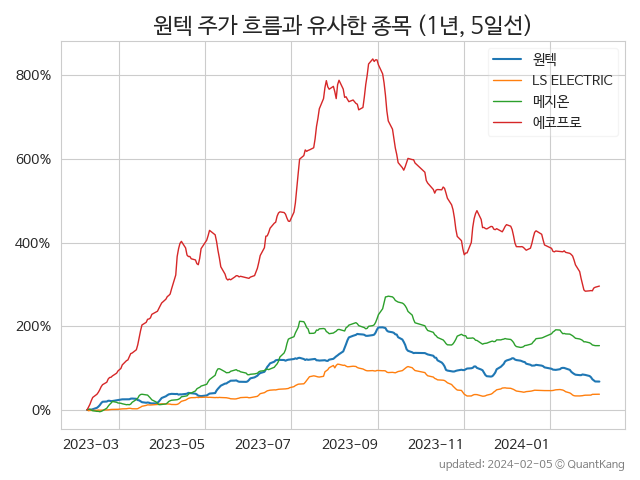 원텍 주가 흐름과 유사한 종목 (1년, 5일선)
원텍
LS ELECTRIC
메지온
에코프로
800%
600%
400%
200%
0%
2023-03
2023-05
2023-07
2023-09
2023-11
2024-01
updated: 2024-02-05 © QuantKang